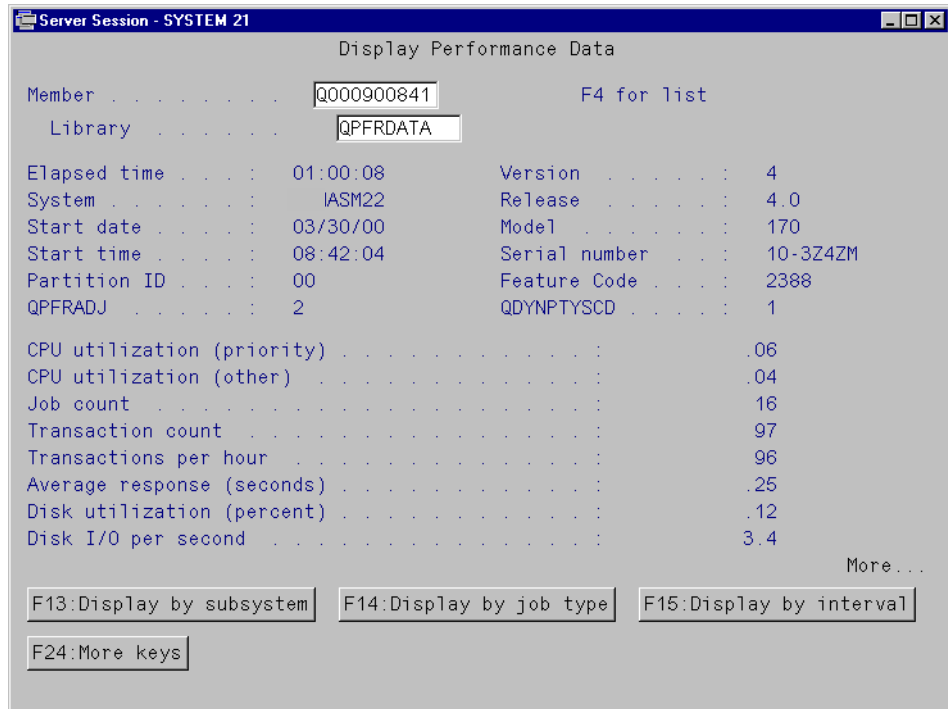 Server Session - SYSTEM 21
Display Performance Data
Member . . . . . . . . Q000900841 F4 for list
Library . . . . . . QPFRDATA
Elapsed time . . . : 01:00:08 Version . . . . . : 4
System . . . . . . : IASM22 Release . . . . . : 4.0
Start date . . . . : 03/30/00 Model . . . . . . : 170
Start time . . . . : 08:42:04 Serial number . . : 10-3Z4ZM
Partition ID . . . : 00 Feature Code . . . : 2388
QPFRADJ . . . . . : 2 QDYNPTYSCD . . . . : 1
CPU utilization (priority) . . . . . . . . . . . . : .06
CPU utilization (other) . . . . . . . . . . . . . : .04
Job count . . . . . . . . . . . . . . . . . . . . : 16
Transaction count . . . . . . . . . . . . . . . . : 97
Transactions per hour . . . . . . . . . . . . . . : 96
Average response (seconds) . . . . . . . . . . . . : .25
Disk utilization (percent) . . . . . . . . . . . . : .12
Disk I/O per second . . . . . . . . . . . . . . . : 3.4
More...
F13:Display by subsystem F14:Display by job type F15:Display by interval
F24:More keys